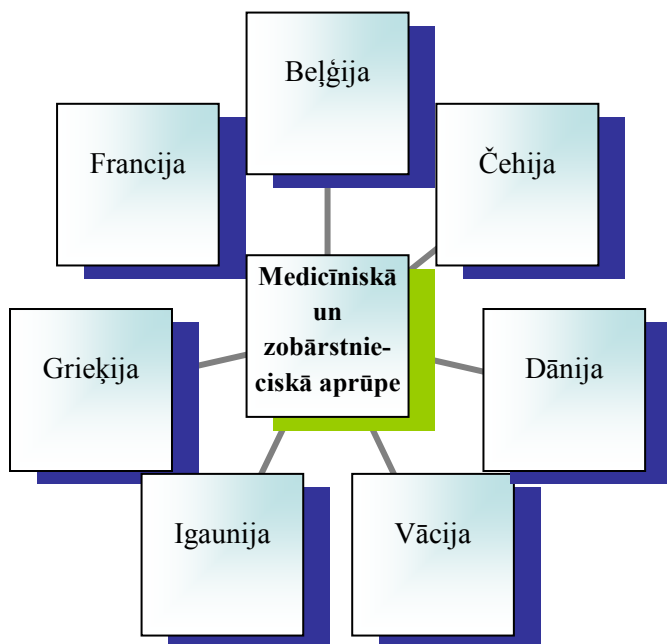 Beļģija
Francija
Čehija
Medicīniskā
un
zobārstnie-
ciskā aprūpe
Grieķija
Dānija
Igaunija
Vācija